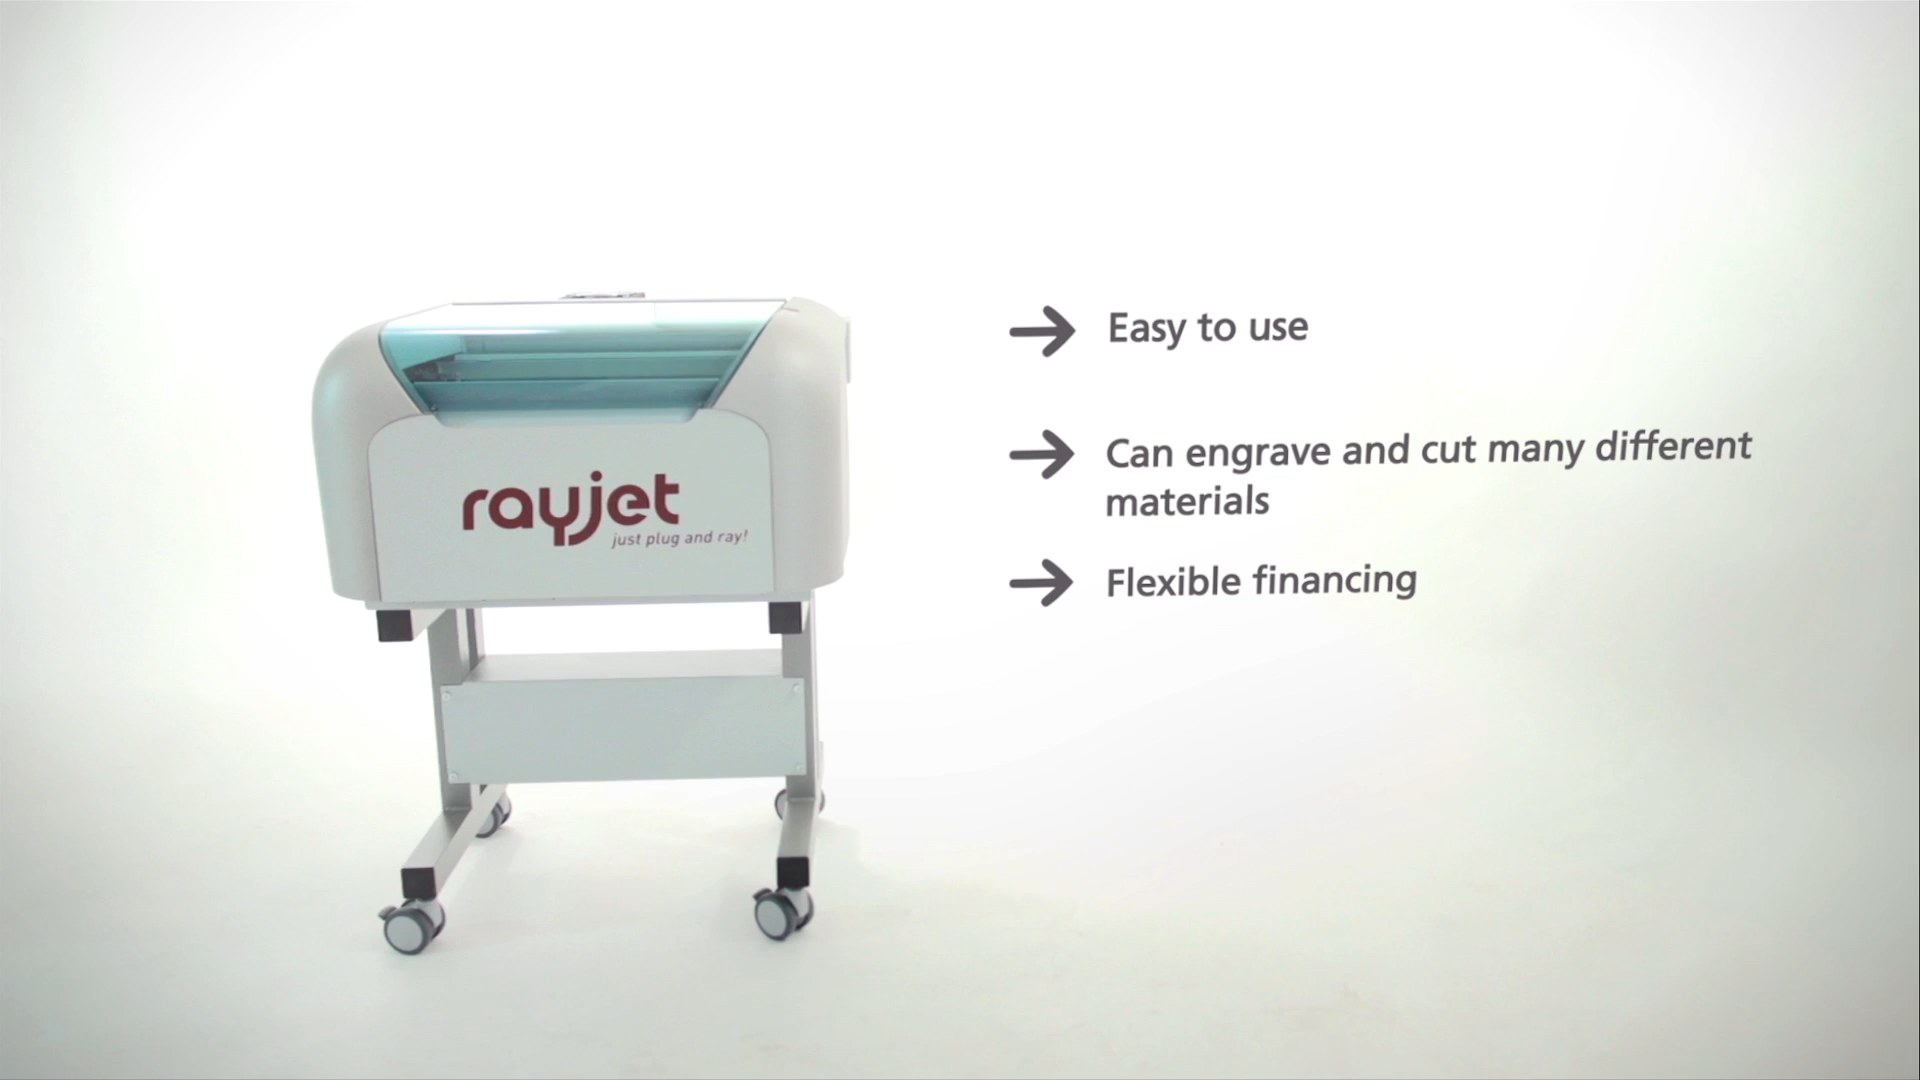 rayjet
just plug and ray!
Easy to use
Can engrave and cut many different
materials
Flexible financing